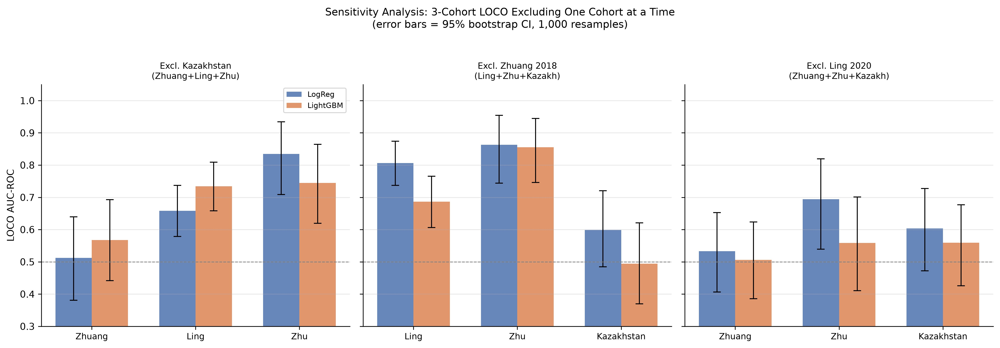 Sensitivity Analysis: 3-Cohort LOCO Excluding One Cohort at a Time
(error bars = 95% bootstrap CI, 1,000 resamples)
Excl. Kazakhstan
(Zhuang+Ling+Zhu)
Excl. Zhuang 2018
(Ling+Zhu+Kazakh)
Excl. Ling 2020
(Zhuang+Zhu+Kazakh)
LogReg
LightGBM
LOCO AUC-ROC
1.0
0.9
0.8
0.7
0.6
0.5
0.4
0.3
Zhuang
Ling
Zhu
Ling
Zhu
Kazakhstan
Zhuang
Zhu
Kazakhstan